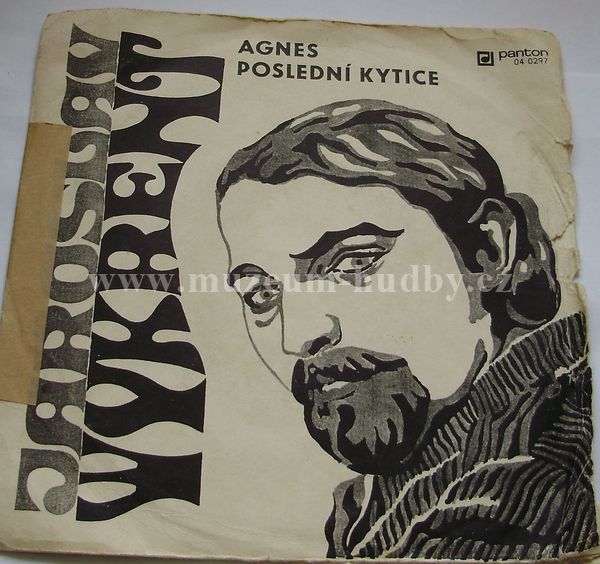 AGNES
POSLEDNÍ KYTICE
panton
04 0297
JAROSLAV
WYKRENT
www.muzeum-hudby.cz